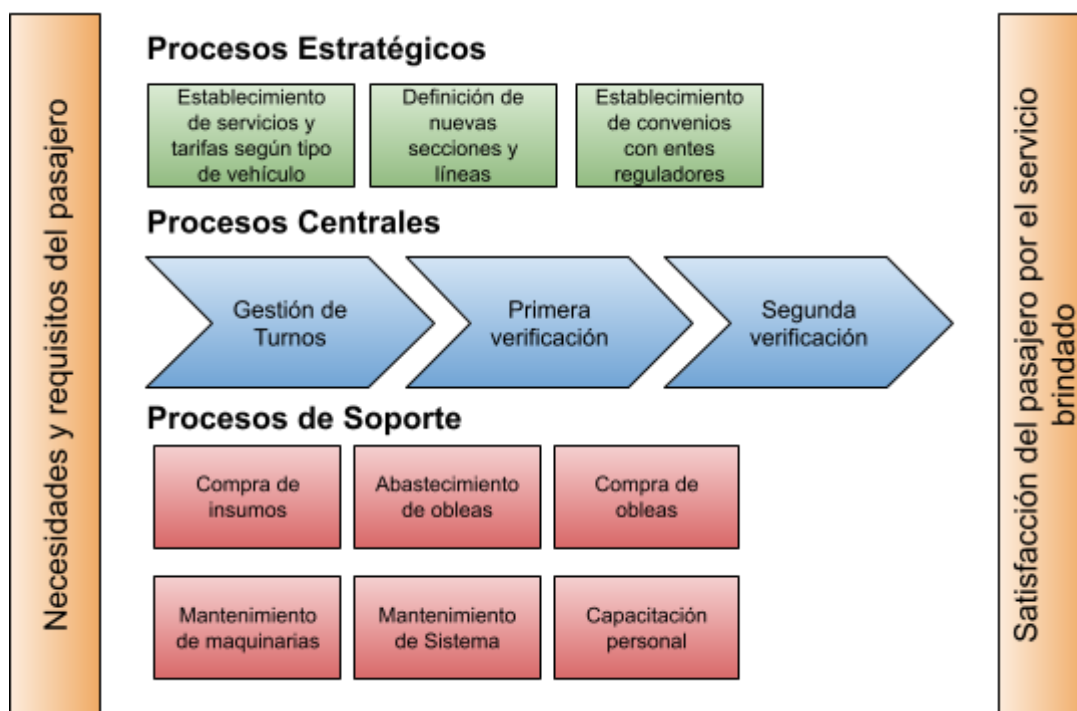 Necesidades y requisitos del pasajero
Procesos Estratégicos
Establecimiento
de servicios y
tarifas según tipo
de vehículo
Definición de
nuevas
secciones y
líneas
Establecimiento
de convenios
con entes
reguladores
Procesos Centrales
Gestión de
Turnos
Primera
verificación
Segunda
verificación
Procesos de Soporte
Compra de
insumos
Abastecimiento
de obleas
Compra de
obleas
Mantenimiento
de maquinarias
Mantenimiento
de Sistema
Capacitación
personal
Satisfacción del pasajero por el servicio
brindado